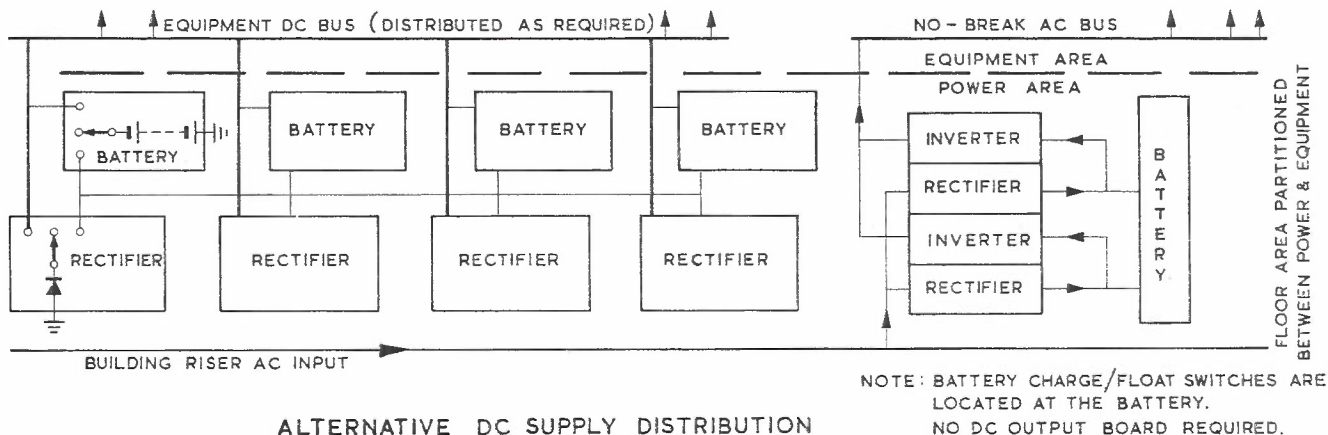 EQUIPMENT DC BUS (DISTRIBUTED AS REQUIRED)
NO-BREAK AC BUS
EQUIPMENT AREA
POWER AREA
BATTERY
BATTERY
BATTERY
BATTERY
INVERTER
RECTIFIER
INVERTER
RECTIFIER
BATTERY
FLOOR AREA PARTITIONED
BETWEEN POWER & EQUIPMENT
RECTIFIER
RECTIFIER
RECTIFIER
RECTIFIER
BUILDING RISER AC INPUT
NOTE: BATTERY CHARGE/FLOAT SWITCHES ARE
LOCATED AT THE BATTERY.
NO DC OUTPUT BOARD REQUIRED.
ALTERNATIVE DC SUPPLY DISTRIBUTION